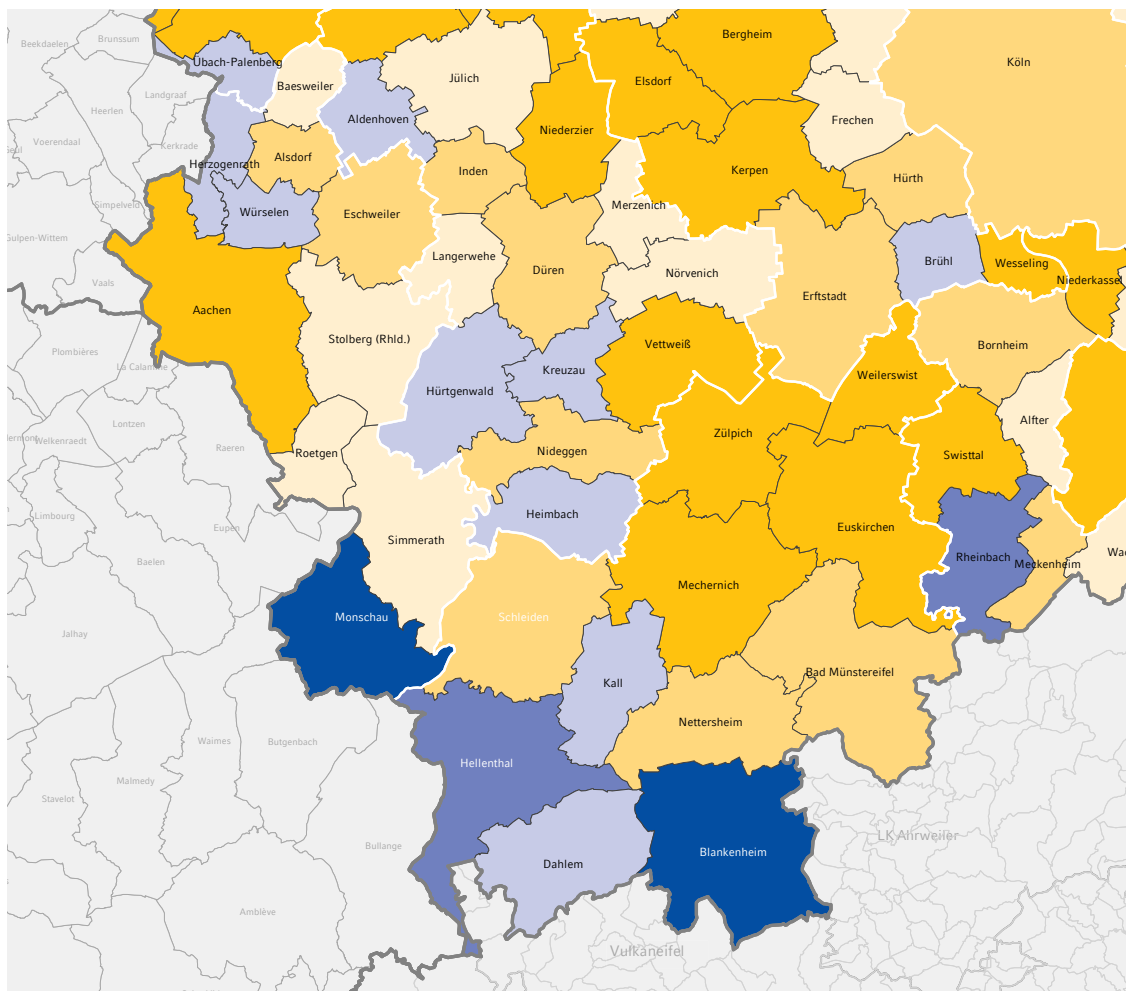 Bergheim
Brunssum
Beekdaelen
Übach-Palenberg
Köln
Jülich
Elsdorf
Baesweiler
Landgraaf
Heerlen
Aldenhoven
Frechen
Niederzier
Voerendaal
Kerkrade
Alsdorf
Herzogenrath
Inden
Kerpen
Hürth
Simpelveld
Merzenich
Würselen
Eschweiler
Gulpen-Wittem
Langerwehe
Brühl
Wesseling
Düren
Nörvenich
Niederkassel
Vaals
Erftstadt
Aachen
Stolberg (Rhld.)
Vettweiß
Bornheim
Plombières
La Calamine
Kreuzau
Weilerswist
Hürtgenwald
Lontzen
Alfter
Zülpich
Welkenraedt
Raeren
Nideggen
Roetgen
Swisttal
Limbourg
Heimbach
Eupen
Euskirchen
Simmerath
Baelen
Rheinbach
Meckenheim
Mechernich
Monschau
Schleiden
Jalhay
Bad Münstereifel
Kall
Nettersheim
Waimes
Butgenbach
Hellenthal
Malmedy
Stavelot
LK Ahrweiler
Bullange
Blankenheim
Dahlem
Amblève
Vulkaneifel